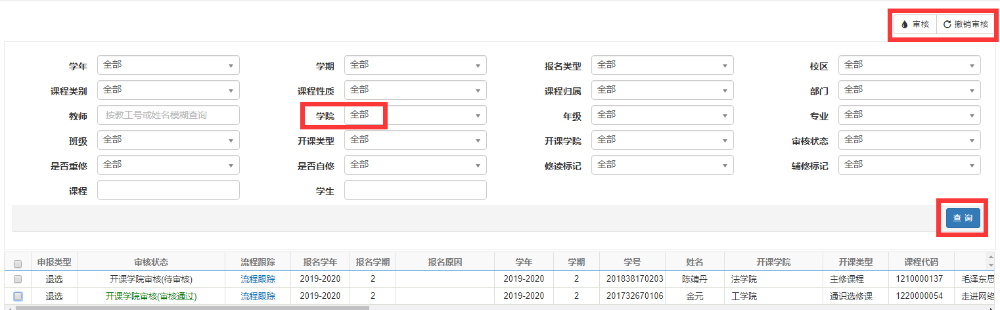 审核 撤销审核
学年 全部 学期 全部 报名类型 全部 校区 全部
课程类别 全部 课程性质 全部 课程归属 全部 部门 全部
教师 按教工号或姓名模糊查询 学院 全部 年级 全部 专业 全部
班级 全部 开课类型 全部 开课学院 全部 审核状态 全部
是否重修 全部 是否自修 全部 修读标记 全部 辅修标记 全部
课程 学生
查 询
申报类型 审核状态 流程跟踪 报名学年 报名学期 报名原因 学年 学期 学号 姓名 开课学院 开课类型 课程代码
退选 开课学院审核(待审核) 流程跟踪 2019-2020 2 2019-2020 2 201838170203 陈靖丹 法学院 主修课程 1210000137 毛泽东思
退选 开课学院审核(审核通过) 流程跟踪 2019-2020 2 2019-2020 2 201732670106 金元 工学院 通识选修课 1220000054 走进网络